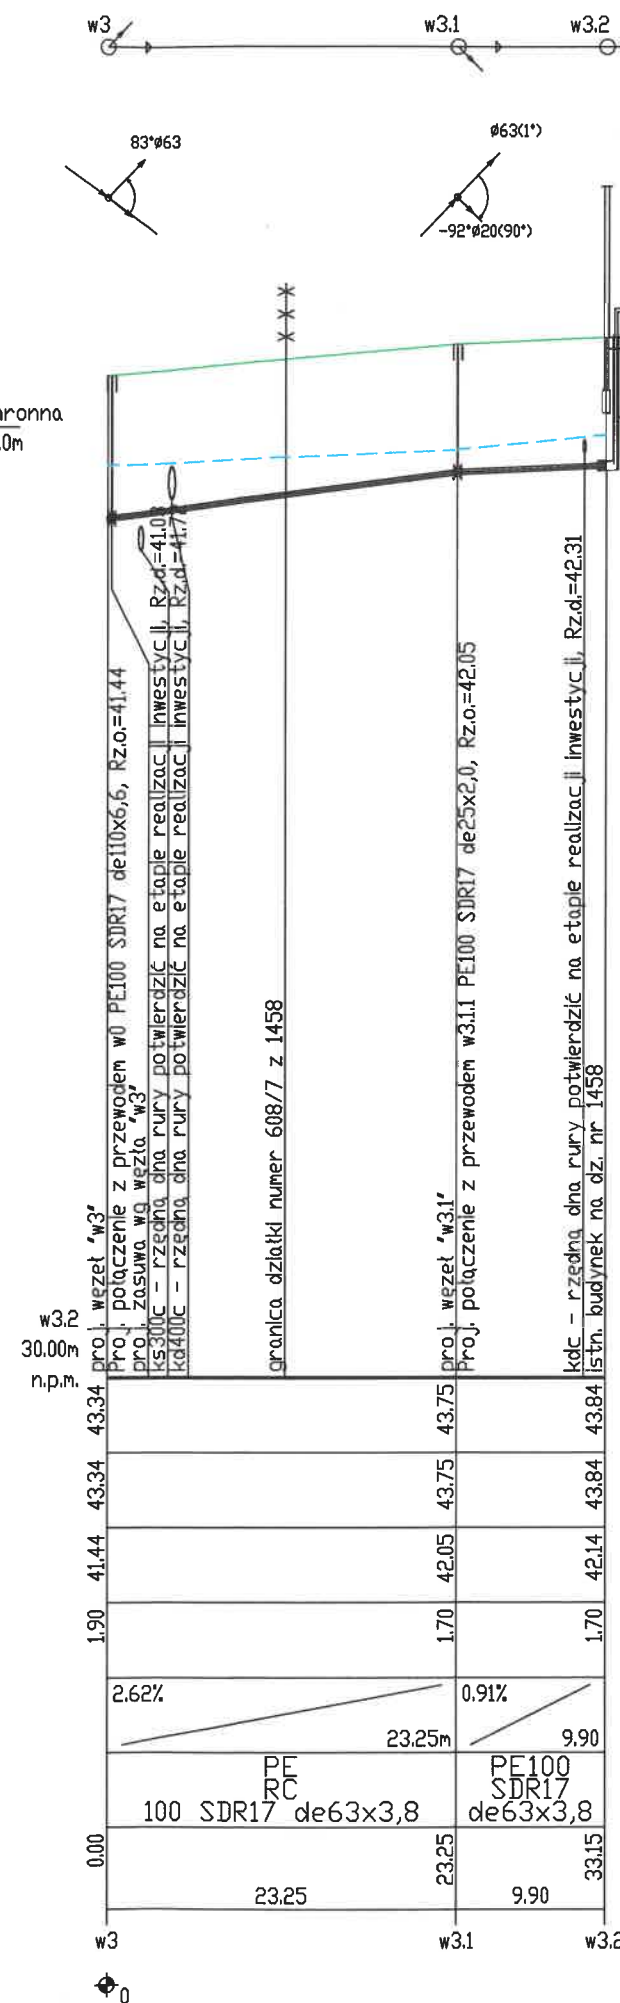 w3 w3.1 w3.2
83°ø63
ø63(1°)
-92°ø20(90°)
hronna
.0m
proj. węzeł "w3"
Proj. połączenie z przewodem w0 PE100 SDR17 de110x6,6, Rz.o.=41.44
proj. zasuwa wg węzła "w3"
ks300c - rzędną dna rury potwierdzić na etapie realizacji inwestycji, Rz.d.=41.0
kd400c - rzędną dna rury potwierdzić na etapie realizacji inwestycji, Rz.d.=41.7
granica działki numer 608/7 z 1458
proj. węzeł "w3.1"
Proj. połączenie z przewodem w3.1.1 PE100 SDR17 de25x2,0, Rz.o.=42.05
kdc - rzędną dna rury potwierdzić na etapie realizacji inwestycji, Rz.d.=42.31
istn. budynek na dz. nr 1458
w3.2
30.00m
n.p.m.
43.34 43.75 43.84
43.34 43.75 43.84
41.44 42.05 42.14
1.90 1.70 1.70
2.62% 0.91%
23.25m 9.90
PE PE100
RC SDR17
100 SDR17 de63x3,8 de63x3,8
0.00 23.25 33.15
23.25 9.90
w3 w3.1 w3.2
0